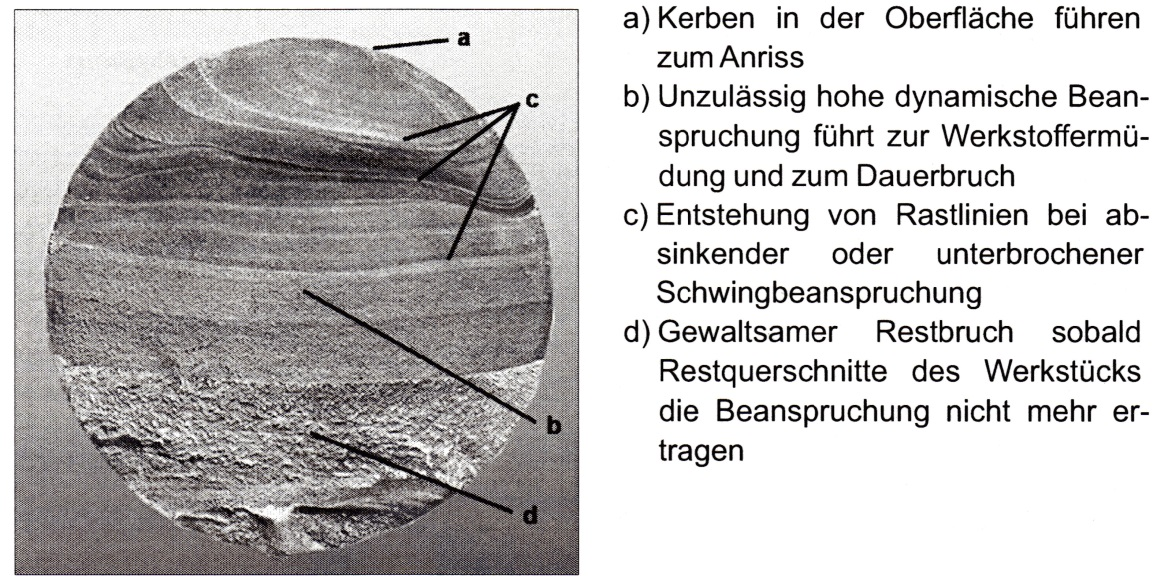 a
c
b
d
a) Kerben in der Oberfläche führen
zum Anriss
b) Unzulässig hohe dynamische Bean-
spruchung führt zur Werkstoffermü-
dung und zum Dauerbruch
c) Entstehung von Rastlinien bei ab-
sinkender oder unterbrochener
Schwingbeanspruchung
d) Gewaltsamer Restbruch sobald
Restquerschnitte des Werkstücks
die Beanspruchung nicht mehr er-
tragen